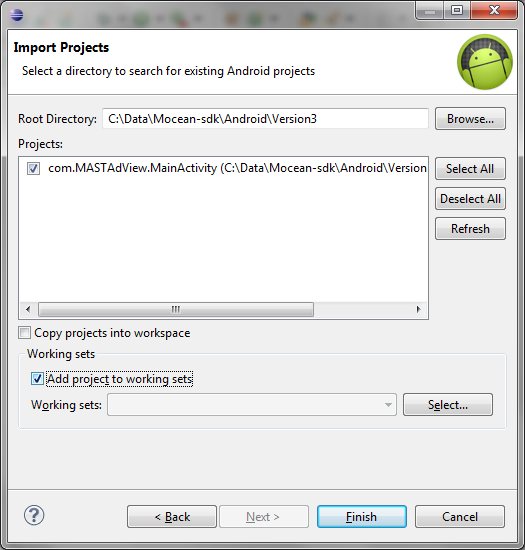 Import Projects
Select a directory to search for existing Android projects
Root Directory: C:\Data\Mocean-sdk\Android\Version3 Browse...
Projects:
com.MASTAdView.MainActivity (C:\Data\Mocean-sdk\Android\Version Select All
Deselect All
Refresh
Copy projects into workspace
Working sets
Add project to working sets
Working sets: Select...
? < Back Next > Finish Cancel